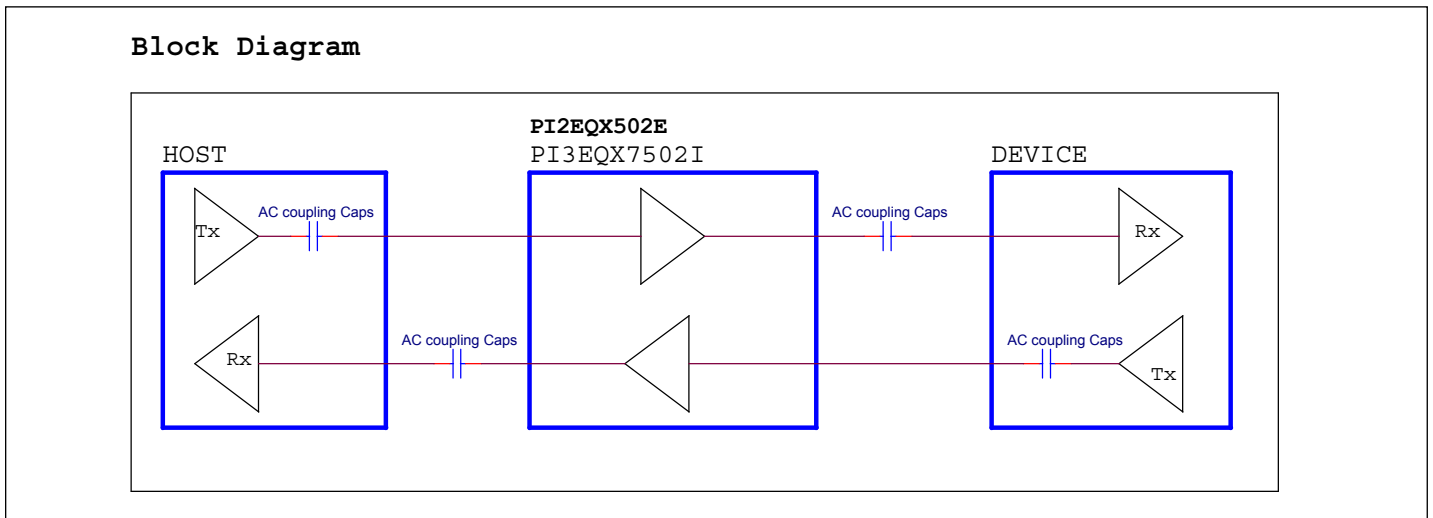 Block Diagram
PI2EQX502E
HOST
PI3EQX7502I
DEVICE
AC coupling Caps
AC coupling Caps
Tx
Rx
AC coupling Caps
AC coupling Caps
Rx
Tx